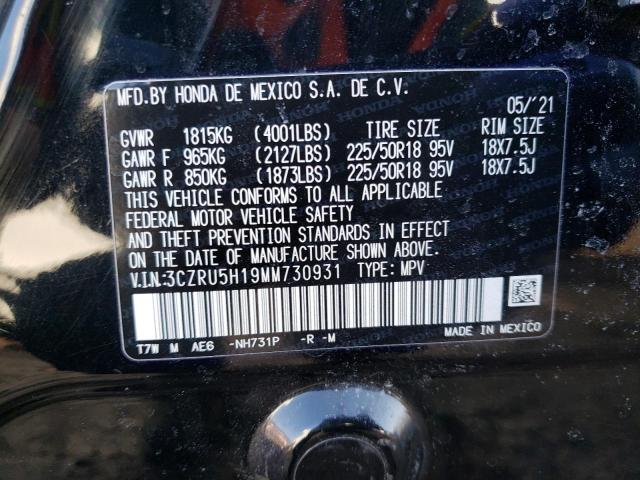 MFD.BY HONDA DE MEXICO S.A. DE C.V.
05/'21
GVWR 1815KG (4001LBS) TIRE SIZE RIM SIZE
GAWR F 965KG (2127LBS) 225/50R18 95V 18X7.5J
GAWR R 850KG (1873LBS) 225/50R18 95V 18X7.5J
THIS VEHICLE CONFORMS TO ALL APPLICABLE
FEDERAL MOTOR VEHICLE SAFETY
AND THEFT PREVENTION STANDARDS IN EFFECT
ON THE DATE OF MANUFACTURE SHOWN ABOVE.
V.I.N:3CZRU5H19MM730931 TYPE: MPV
T7W M AE6 -NH731P -R -M MADE IN MEXICO